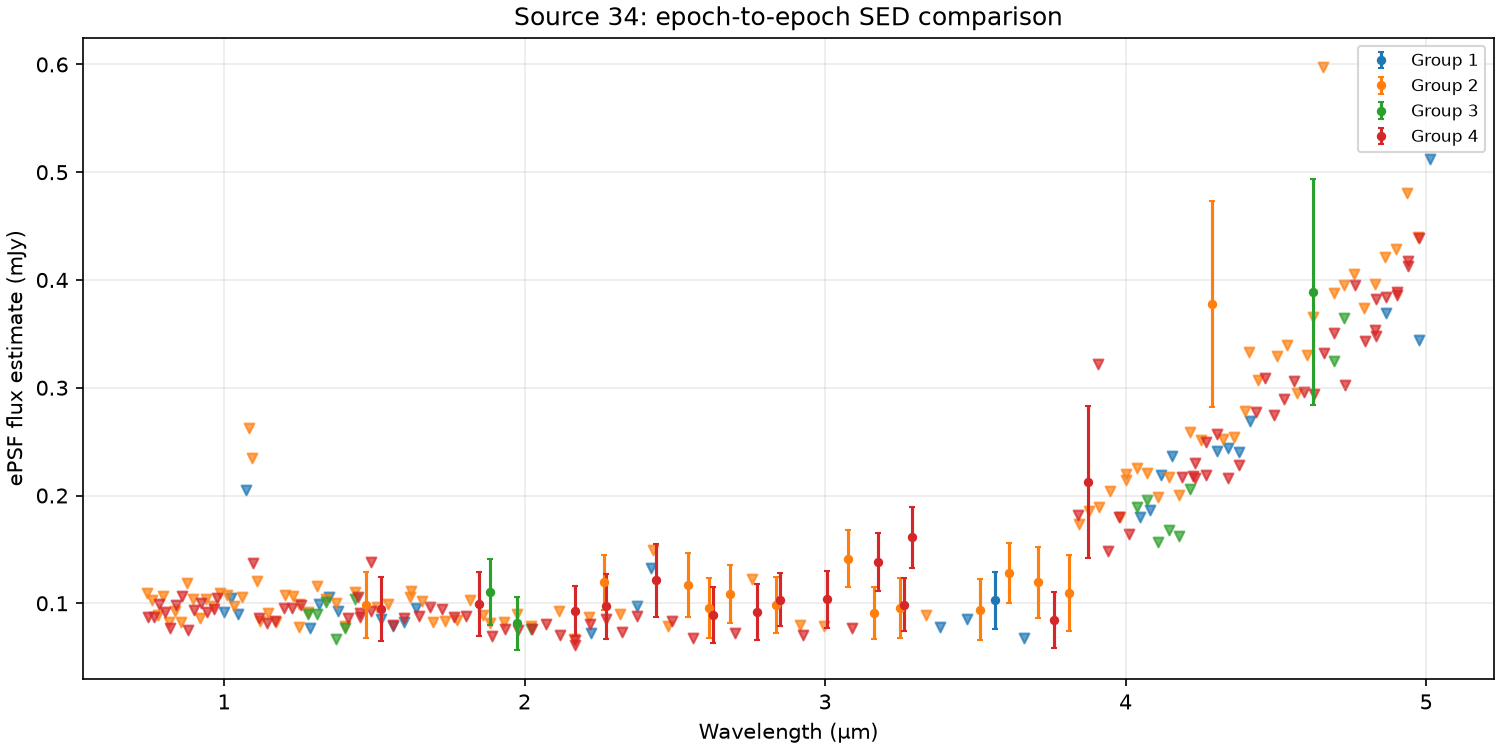 Source 34: epoch-to-epoch SED comparison
ePSF flux estimate (mJy)
0.6
0.5
0.4
0.3
0.2
0.1
Group 1
Group 2
Group 3
Group 4
1 2 3 4 5
Wavelength (μm)